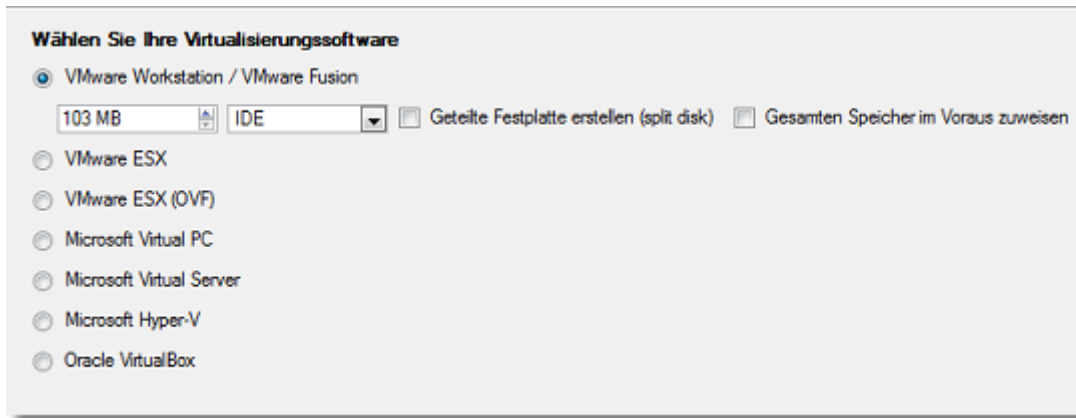 Wählen Sie Ihre Virtualisierungssoftware
VMware Workstation / VMware Fusion
103 MB IDE Geteilte Festplatte erstellen (split disk) Gesamten Speicher im Voraus zuweisen
VMware ESX
VMware ESX (OVF)
Microsoft Virtual PC
Microsoft Virtual Server
Microsoft Hyper-V
Oracle VirtualBox